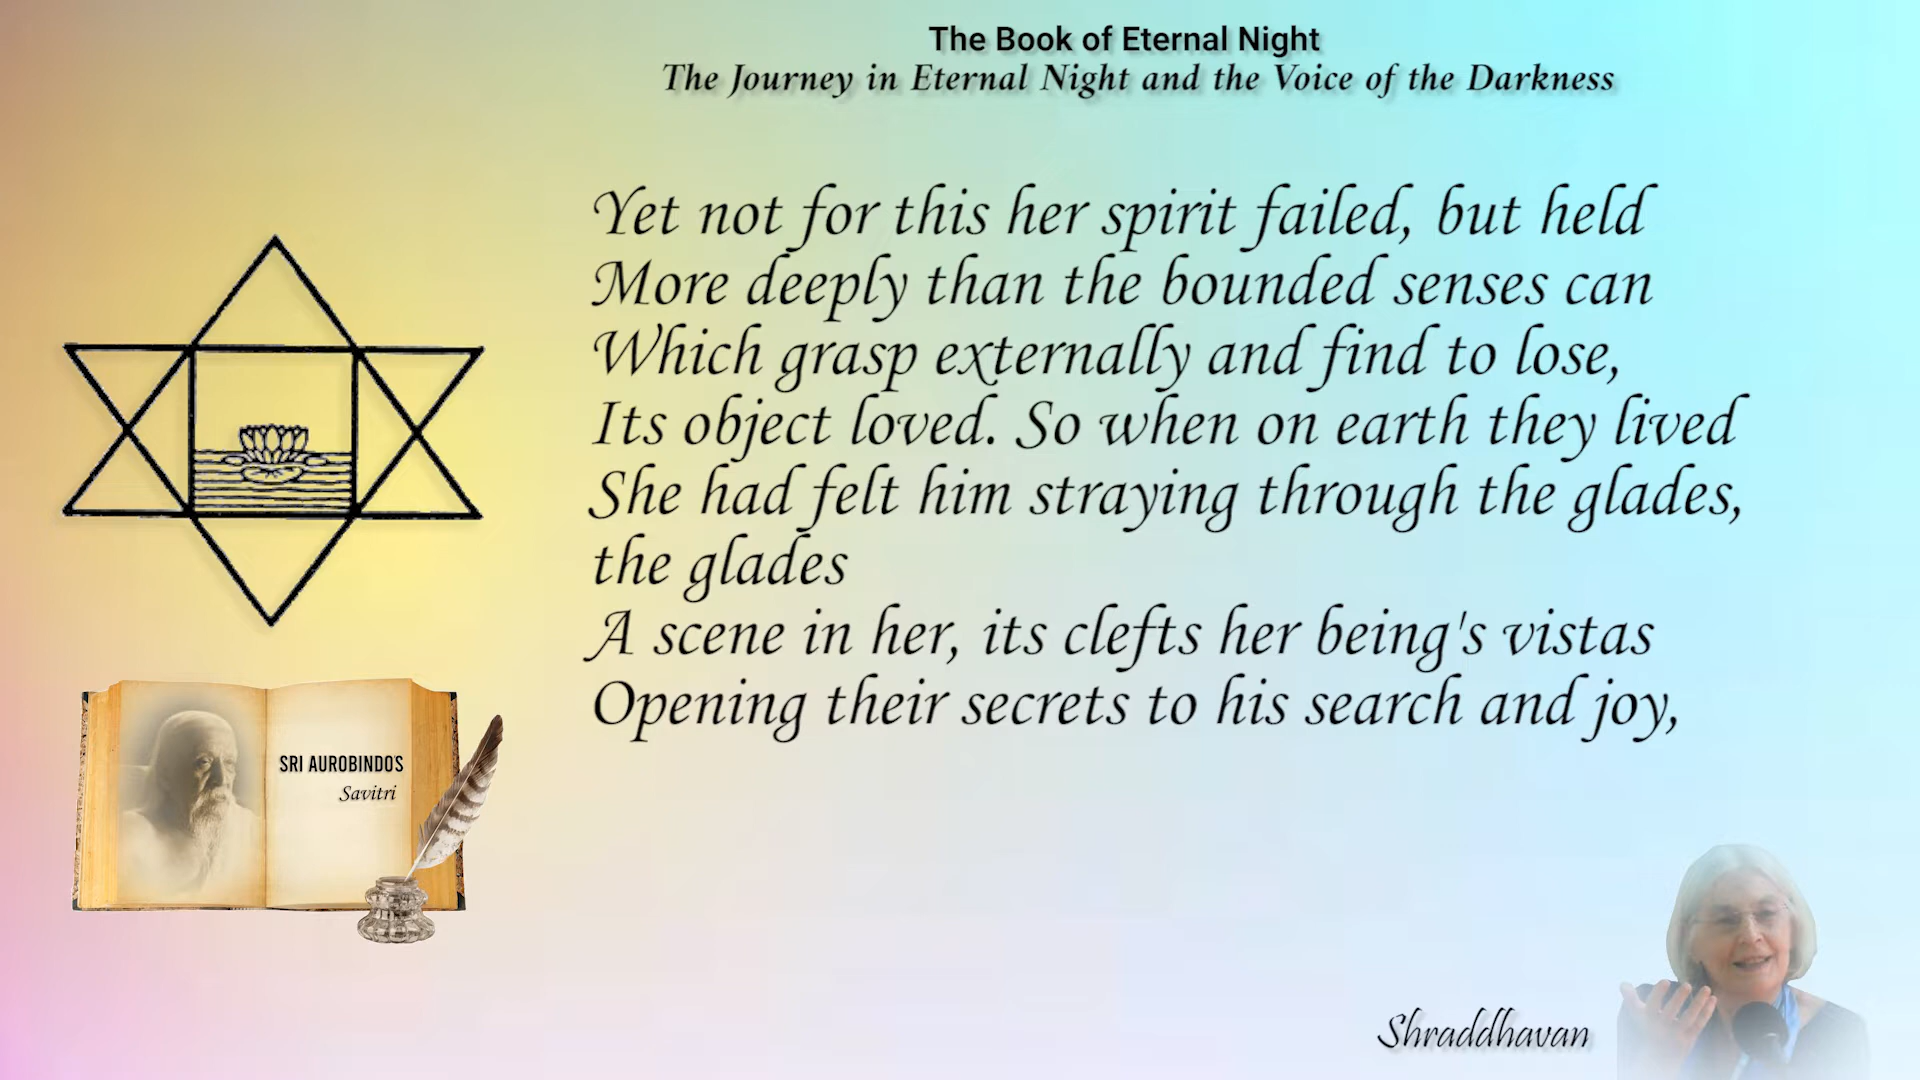 The Book of Eternal Night
The Journey in Eternal Night and the Voice of the Darkness
Yet not for this her spirit failed, but held
More deeply than the bounded senses can
Which grasp externally and find to lose,
Its object loved. So when on earth they lived
She had felt him straying through the glades,
the glades
A scene in her, its clefts her being's vistas
Opening their secrets to his search and joy,
SRI AUROBINDO'S
Savitri
Shraddhavan